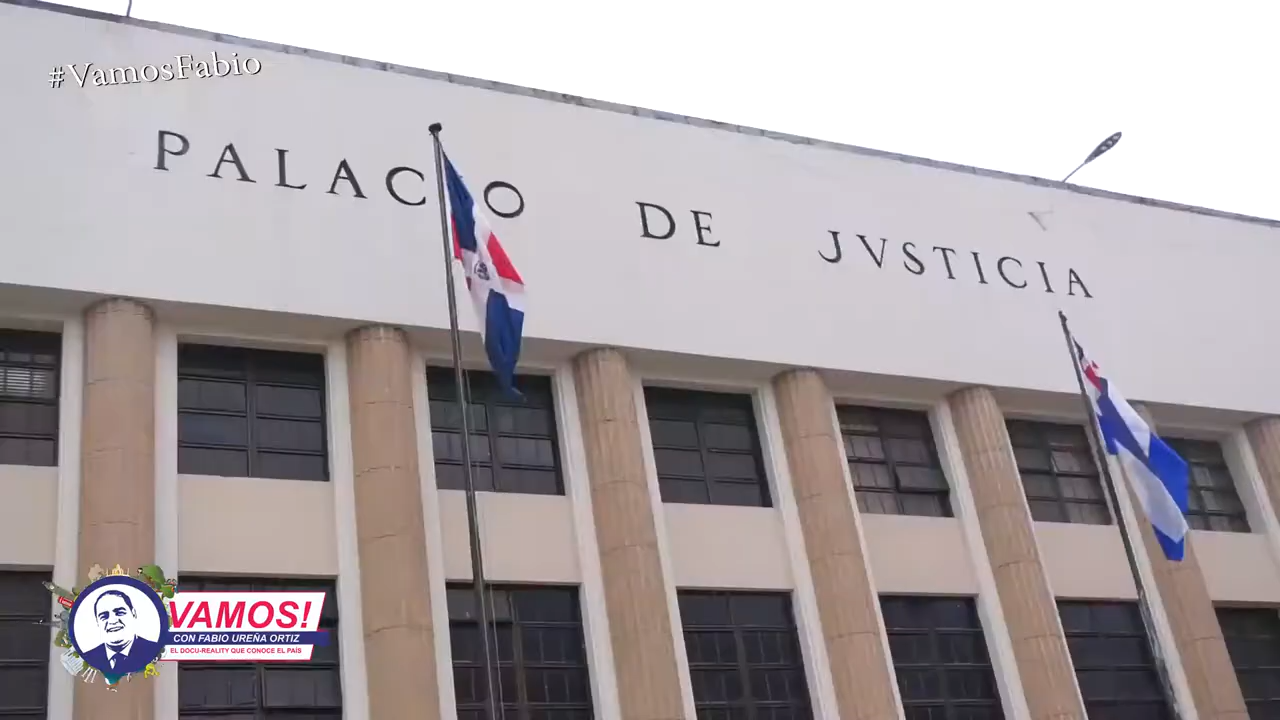 #VamosFabio
PALACIO DE JVSTICIA
VAMOS!
CON FABIO UREÑA ORTIZ
EL DOCU-REALITY QUE CONOCE EL PAÍS